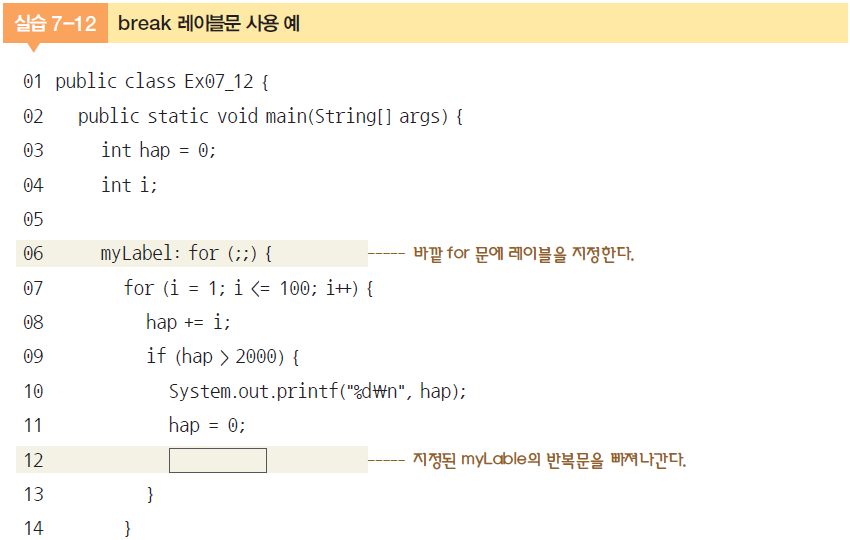 실습 7-12 break 레이블문 사용 예
01 public class Ex07_12 {
02 public static void main(String[] args) {
03 int hap = 0;
04 int i;
05
06 myLabel: for (;;) { ----- 바깥 for 문에 레이블을 지정한다.
07 for (i = 1; i <= 100; i++) {
08 hap += i;
09 if (hap > 2000) {
10 System.out.printf("%d₩n", hap);
11 hap = 0;
12 ----- 지정된 myLable의 반복문을 빠져나간다.
13 }
14 }